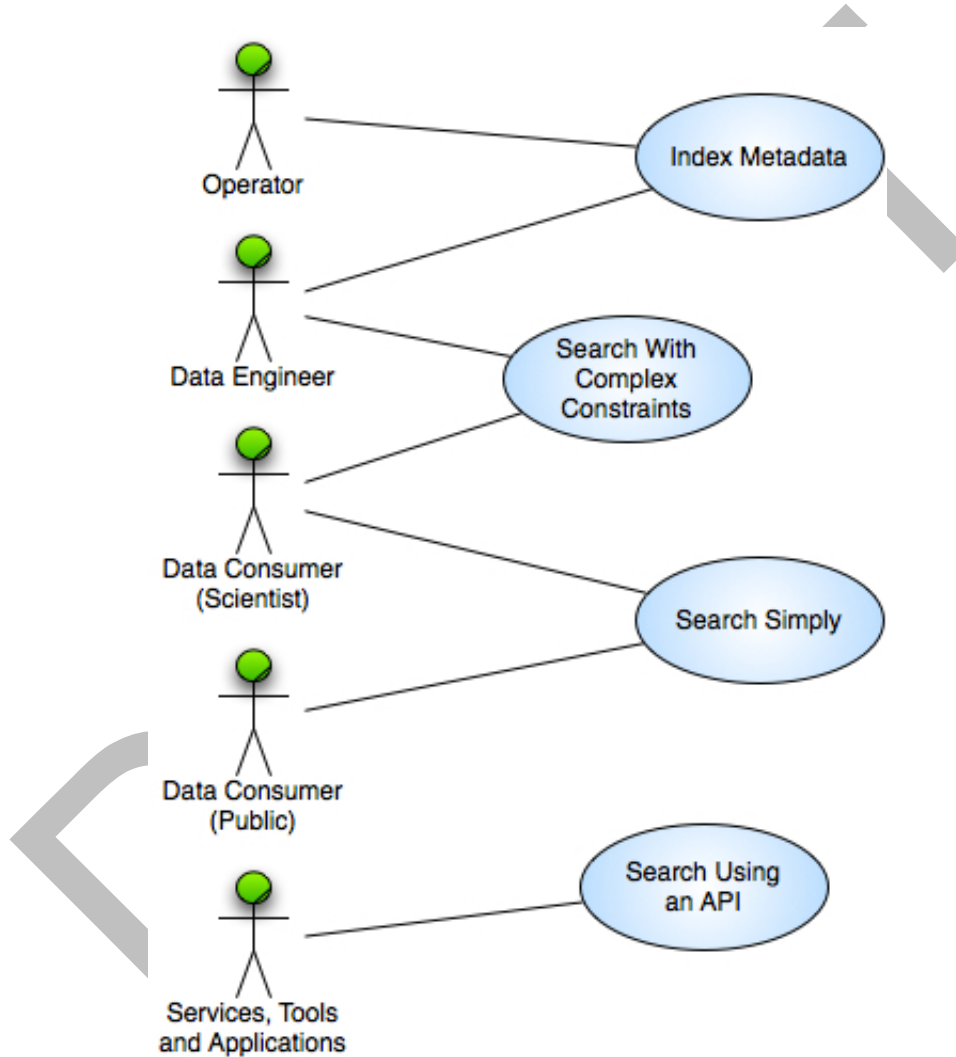 Operator
Index Metadata
Data Engineer
Search With
Complex
Constraints
Data Consumer
(Scientist)
Search Simply
Data Consumer
(Public)
Search Using
an API
Services, Tools
and Applications